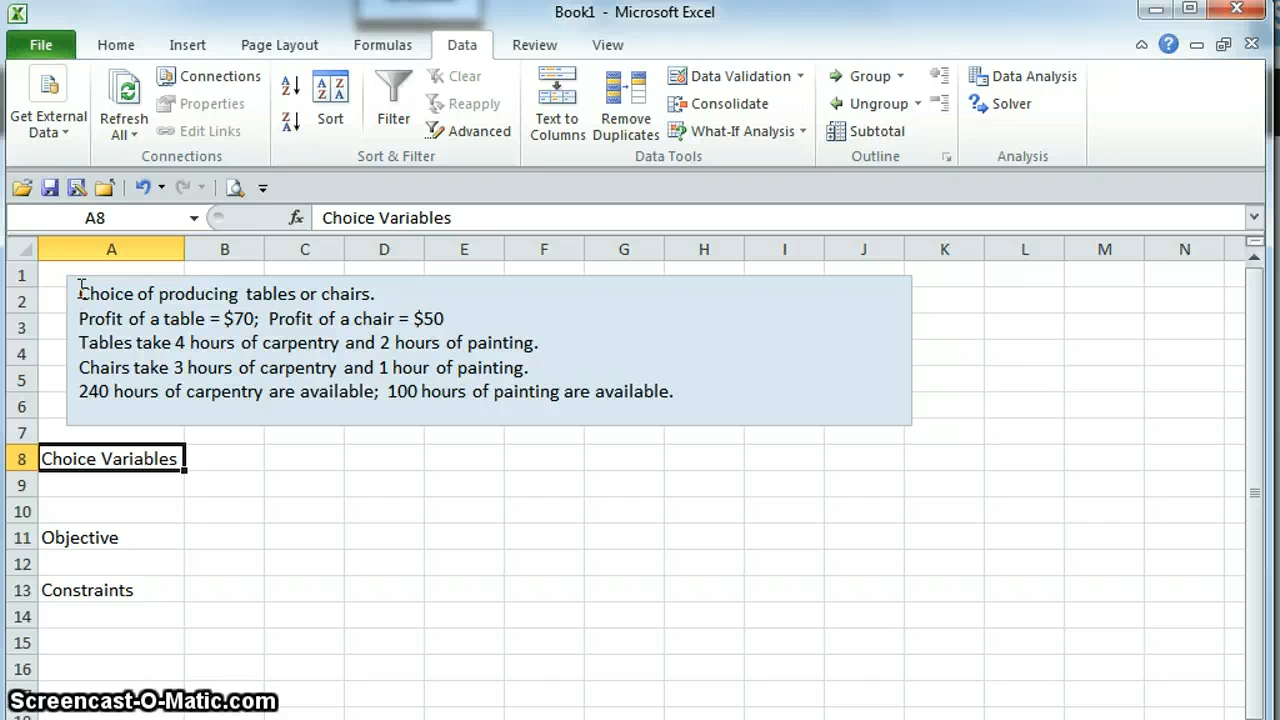 Book1 - Microsoft Excel
File Home Insert Page Layout Formulas Data Review View
Get External Data
Refresh All
Connections
Properties
Edit Links
Connections
Sort
Filter
Clear
Reapply
Advanced
Sort & Filter
Text to Columns
Remove Duplicates
Data Validation
Consolidate
What-If Analysis
Data Tools
Group
Ungroup
Subtotal
Outline
Data Analysis
Solver
Analysis
A8 fx Choice Variables
A B C D E F G H I J K L M N
1
2
3
4
5
6
7
Choice of producing tables or chairs.
Profit of a table = $70; Profit of a chair = $50
Tables take 4 hours of carpentry and 2 hours of painting.
Chairs take 3 hours of carpentry and 1 hour of painting.
240 hours of carpentry are available; 100 hours of painting are available.
8 Choice Variables
9
10
11 Objective
12
13 Constraints
14
15
16
Screencast-O-Matic.com